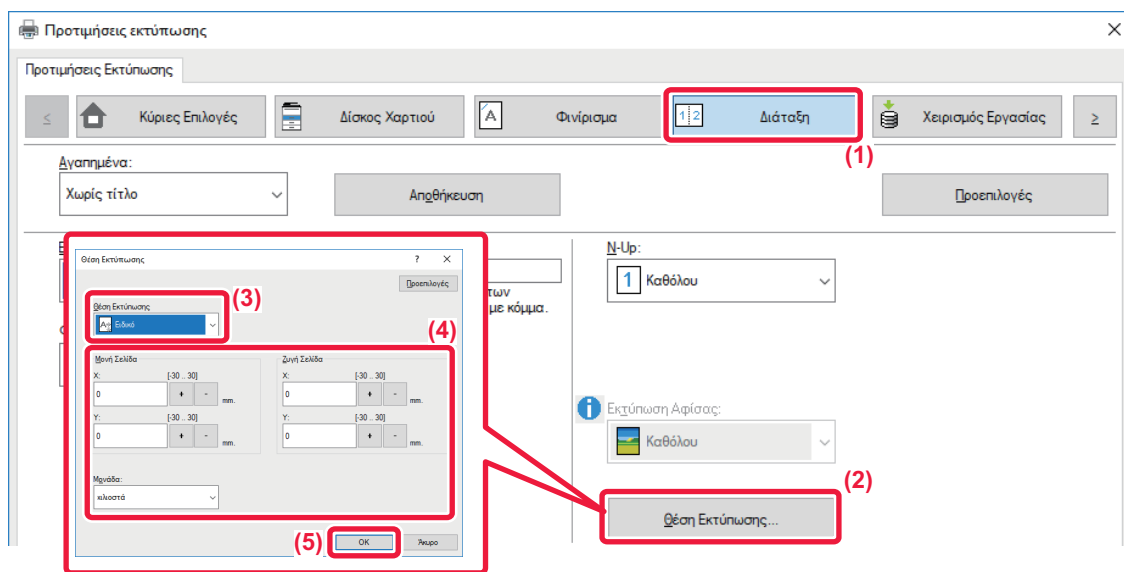 Προτιμήσεις εκτύπωσης
Προτιμήσεις Εκτύπωσης
<
Κύριες Επιλογές
Δίσκος Χαρτιού
A
Φινίρισμα
1 2
Διάταξη
Χειρισμός Εργασίας
>
(1)
Αγαπημένα:
Χωρίς τίτλο
Αποθήκευση
Προεπιλογές
Θέση Εκτύπωσης
? X
Προεπιλογές
Θέση Εκτύπωσης
(3)
Ειδικό
(4)
Μονή Σελίδα
X: [-30 .. 30]
0 + - mm.
Y: [-30 .. 30]
0 + - mm.
Ζυγή Σελίδα
X: [-30 .. 30]
0 + - mm.
Y: [-30 .. 30]
0 + - mm.
Μονάδα:
χιλιοστά
(5)
OK
Άκυρο
των
με κόμμα.
N-Up:
1 Καθόλου
Εκτύπωση Αφίσας:
Καθόλου
(2)
Θέση Εκτύπωσης...